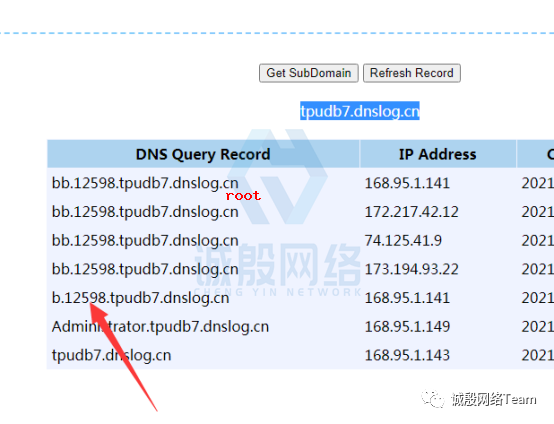 Get SubDomain Refresh Record
tpudb7.dnslog.cn
DNS Query Record IP Address C
bb.12598.tpudb7.dnslog.cn 168.95.1.141 2021
root
bb.12598.tpudb7.dnslog.cn 172.217.42.12 2021
bb.12598.tpudb7.dnslog.cn 74.125.41.9 2021
bb.12598.tpudb7.dnslog.cn 173.194.93.22 2021
诚殷网络
CHENG YIN NETWORK
b.12598.tpudb7.dnslog.cn 168.95.1.141 2021
Administrator.tpudb7.dnslog.cn 168.95.1.149 2021
tpudb7.dnslog.cn 168.95.1.143 2021
诚殷网络Team